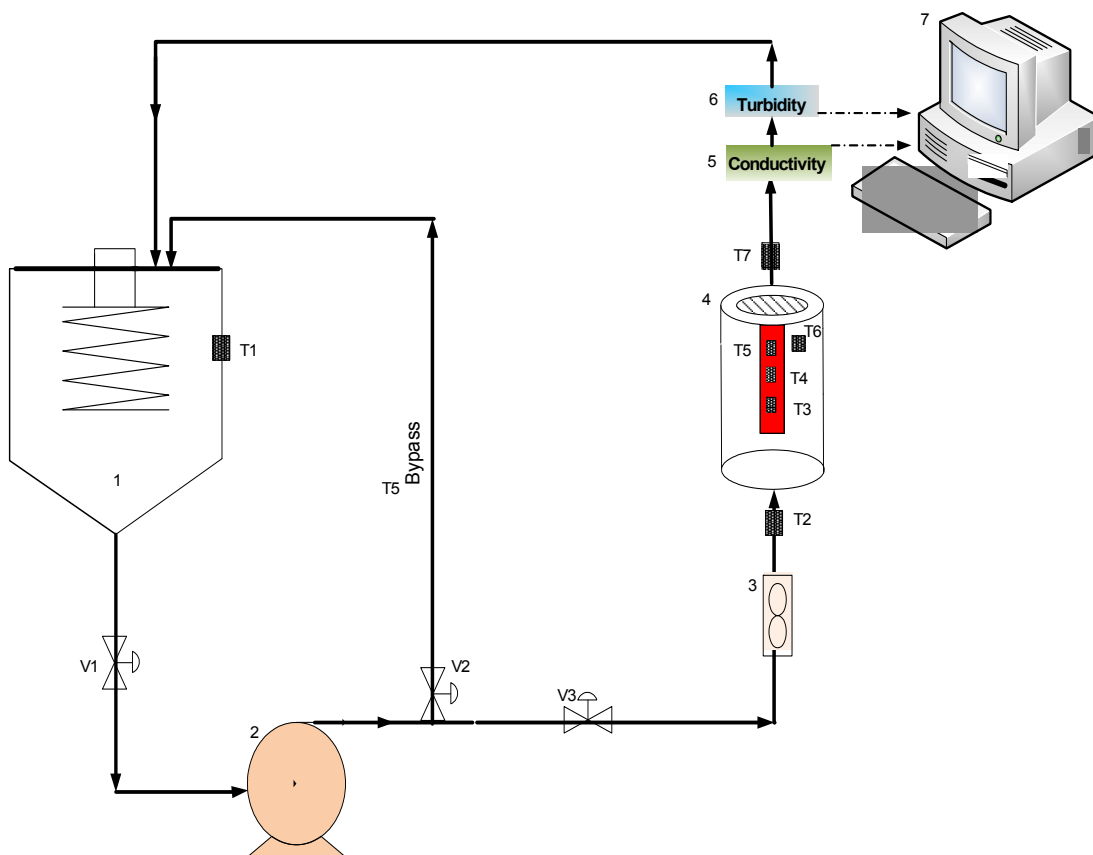 7
6
Turbidity
5
Conductivity
T7
4
T1
T6
T5
T4
T3
Bypass
T5
1
T2
3
V1
V2
V3
2